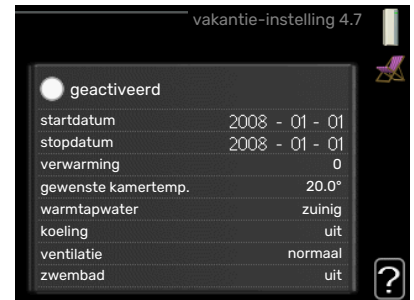 vakantie-instelling 4.7
geactiveerd
startdatum 2008 - 01 - 01
stopdatum 2008 - 01 - 01
verwarming 0
gewenste kamertemp. 20.0°
warmtapwater zuinig
koeling uit
ventilatie normaal
zwembad uit
?